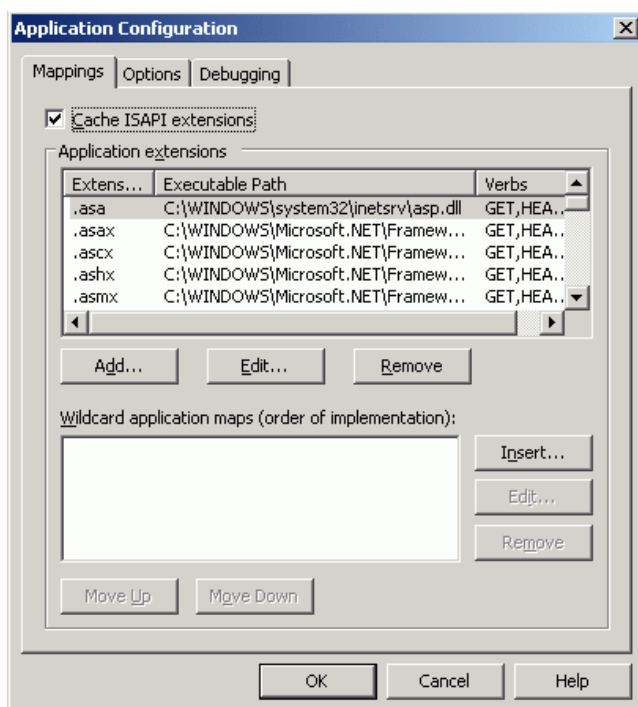 Application Configuration
Mappings Options Debugging
Cache ISAPI extensions
Application extensions
Extens... Executable Path Verbs
.asa C:\WINDOWS\system32\inetsrv\asp.dll GET,HEA...
.asax C:\WINDOWS\Microsoft.NET\Framew... GET,HEA...
.ascx C:\WINDOWS\Microsoft.NET\Framew... GET,HEA...
.ashx C:\WINDOWS\Microsoft.NET\Framew... GET,HEA...
.asmx C:\WINDOWS\Microsoft.NET\Framew... GET,HEA...
Add... Edit... Remove
Wildcard application maps (order of implementation):
Insert...
Edit...
Remove
Move Up Move Down
OK Cancel Help